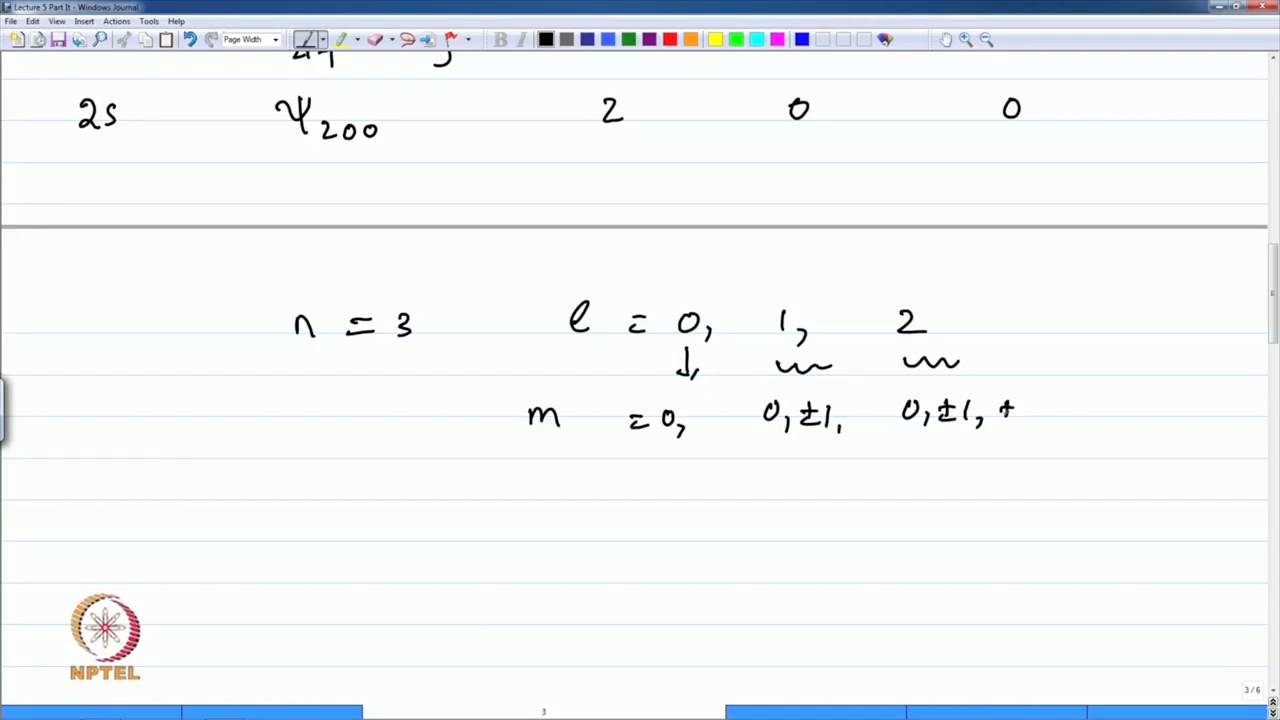 Lecture 5 Part II - Windows Journal
File Edit View Insert Actions Tools Help
Page Width
B I
2s ψ200 2 0 0
n = 3 l = 0, 1, 2
m = 0, 0, ±1, 0, ±1, +
NPTEL
3 / 6
3